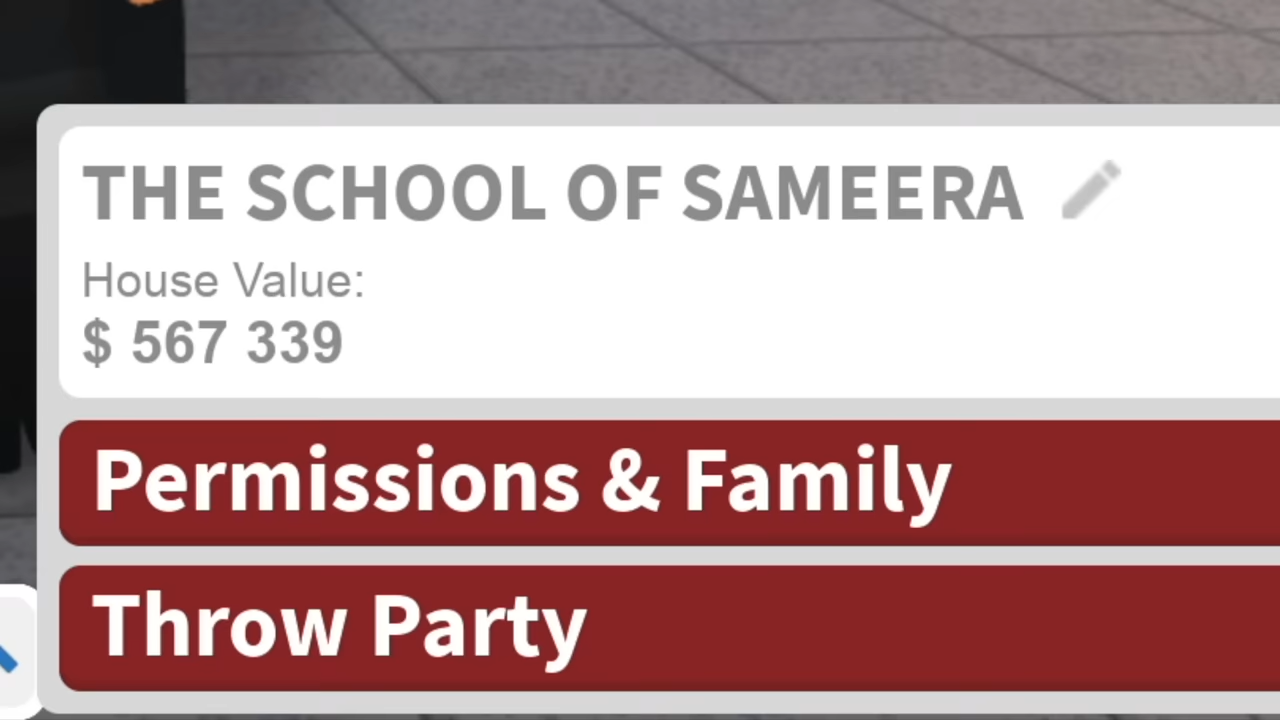 THE SCHOOL OF SAMEERA
House Value:
$ 567 339
Permissions & Family
Throw Party